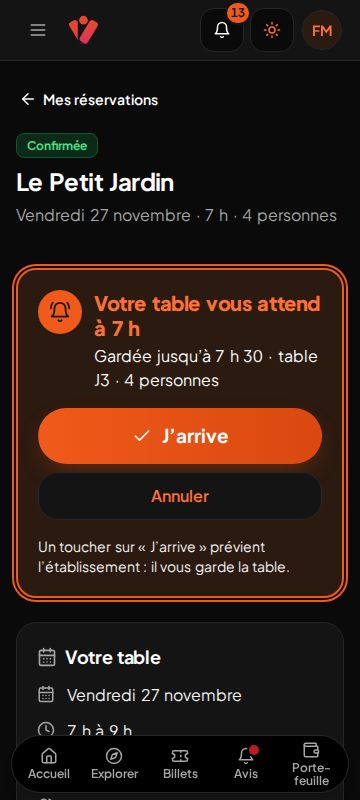 13
FM
Mes réservations
Confirmée
Le Petit Jardin
Vendredi 27 novembre · 7 h · 4 personnes
Votre table vous attend
à 7 h
Gardée jusqu’à 7 h 30 · table
J3 · 4 personnes
J’arrive
Annuler
Un toucher sur « J’arrive » prévient
l’établissement : il vous garde la table.
Votre table
Vendredi 27 novembre
7 h à 9 h
Accueil
Explorer
Billets
Avis
Porte-
feuille